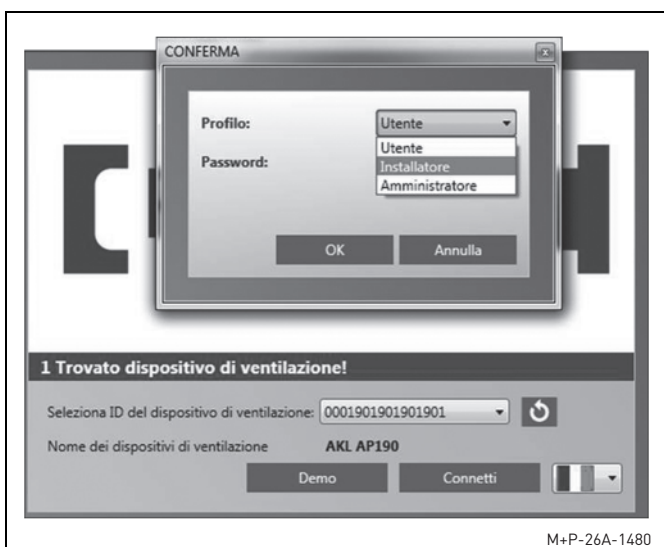 CONFERMA
Profilo:
Utente
Utente
Password:
Installatore
Amministratore
OK
Annulla
1 Trovato dispositivo di ventilazione!
Seleziona ID del dispositivo di ventilazione: 0001901901901901
Nome dei dispositivi di ventilazione AKL AP190
Demo
Connetti
M+P-26A-1480